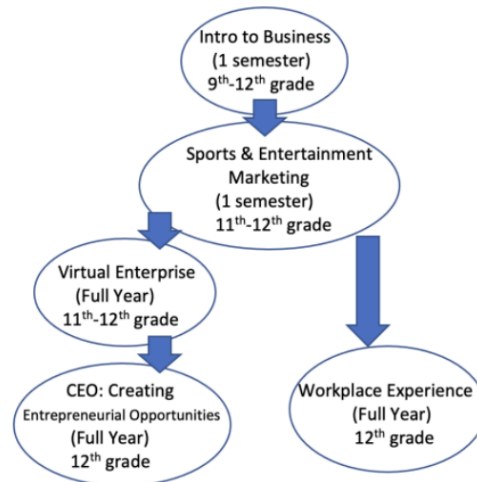 Intro to Business
(1 semester)
9th-12th grade
Sports & Entertainment
Marketing
(1 semester)
11th-12th grade
Virtual Enterprise
(Full Year)
11th-12th grade
CEO: Creating
Entrepreneurial Opportunities
(Full Year)
12th grade
Workplace Experience
(Full Year)
12th grade